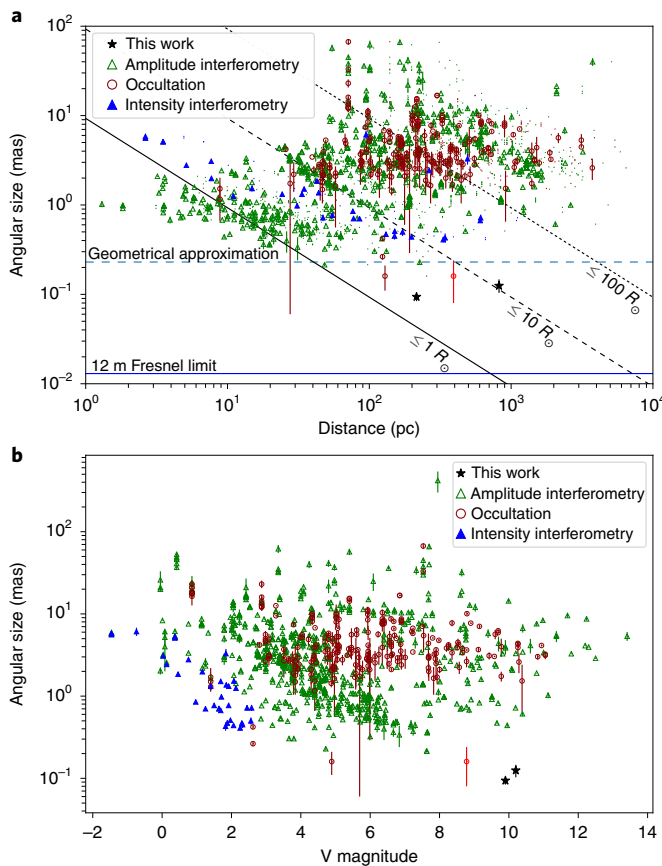 a
10²
10¹
10⁰
10⁻¹
10⁻²
Angular size (mas)
This work
Amplitude interferometry
Occultation
Intensity interferometry
Geometrical approximation
12 m Fresnel limit
≤ 1 R☉
≤ 10 R☉
≤ 100 R☉
10⁰ 10¹ 10² 10³ 10⁴
Distance (pc)
b
10²
10¹
10⁰
10⁻¹
Angular size (mas)
This work
Amplitude interferometry
Occultation
Intensity interferometry
−2 0 2 4 6 8 10 12 14
V magnitude